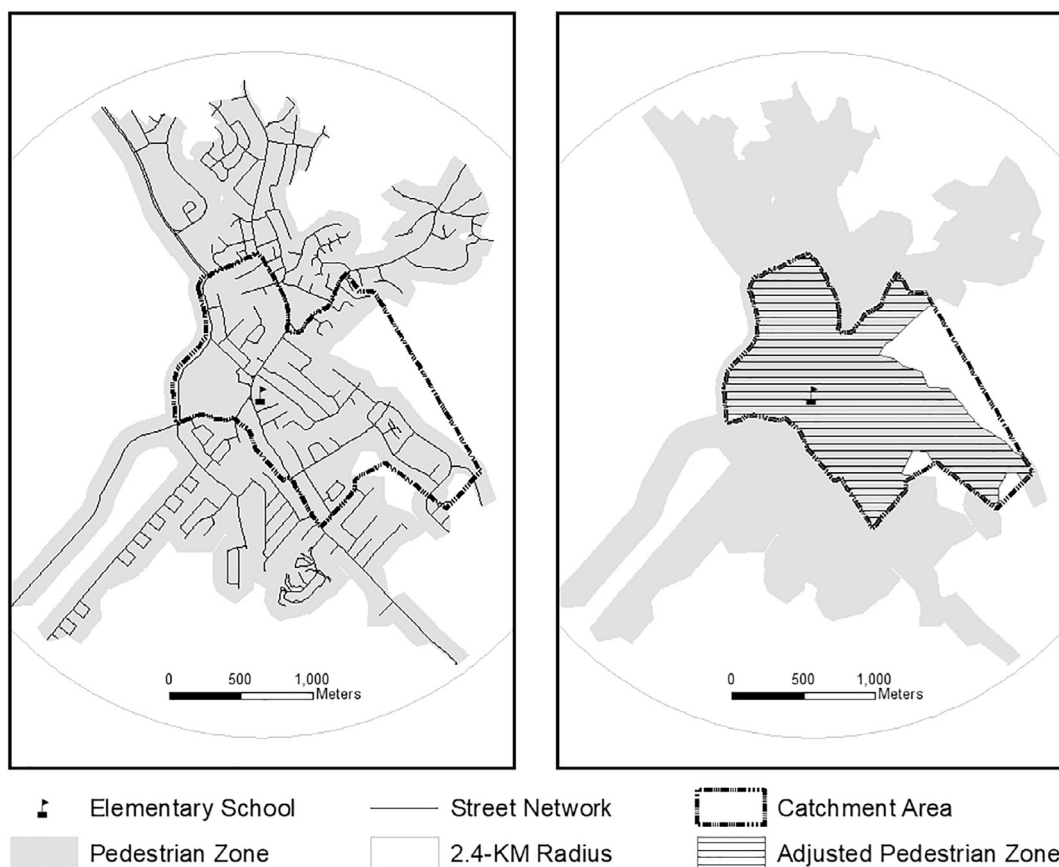 0 500 1,000
Meters
0 500 1,000
Meters
Elementary School Street Network Catchment Area
Pedestrian Zone 2.4-KM Radius Adjusted Pedestrian Zone